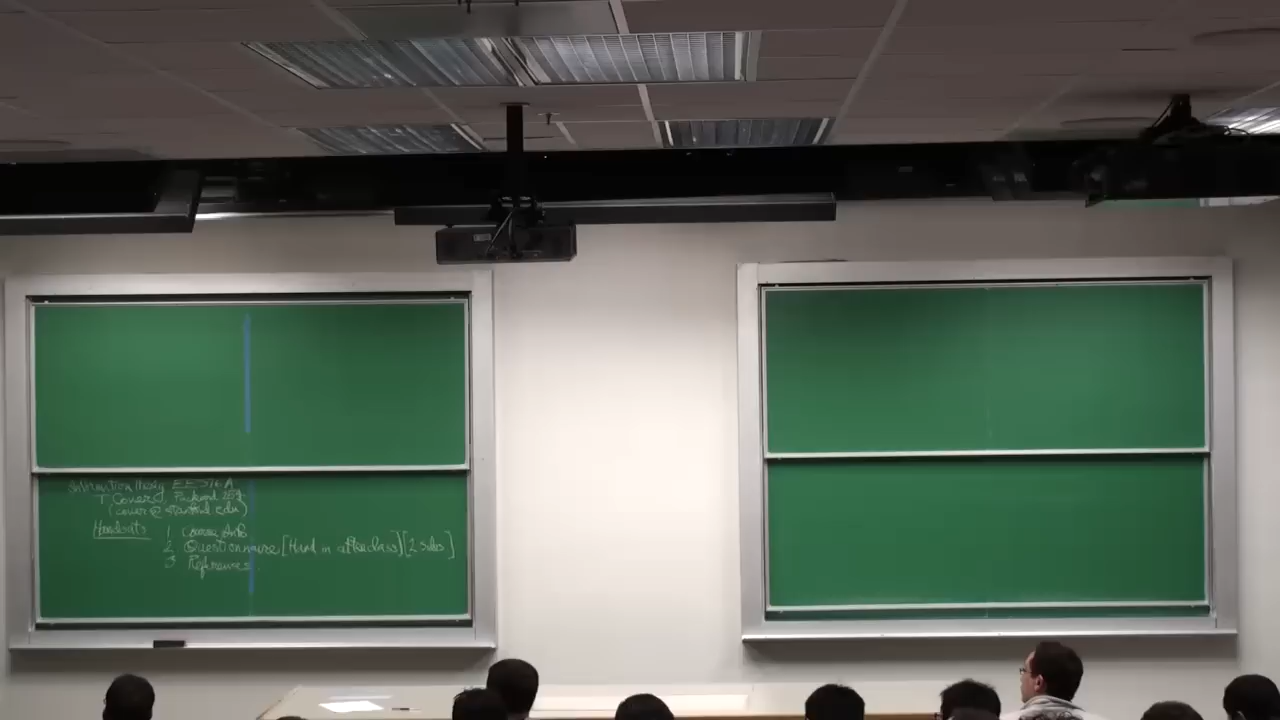 Information Theory EE376A
T. Cover, Packard 254
(cover@stanford.edu)
Handouts 1 Course Info
2 Questionnaire [Hand in after class] [2 sides]
3 References